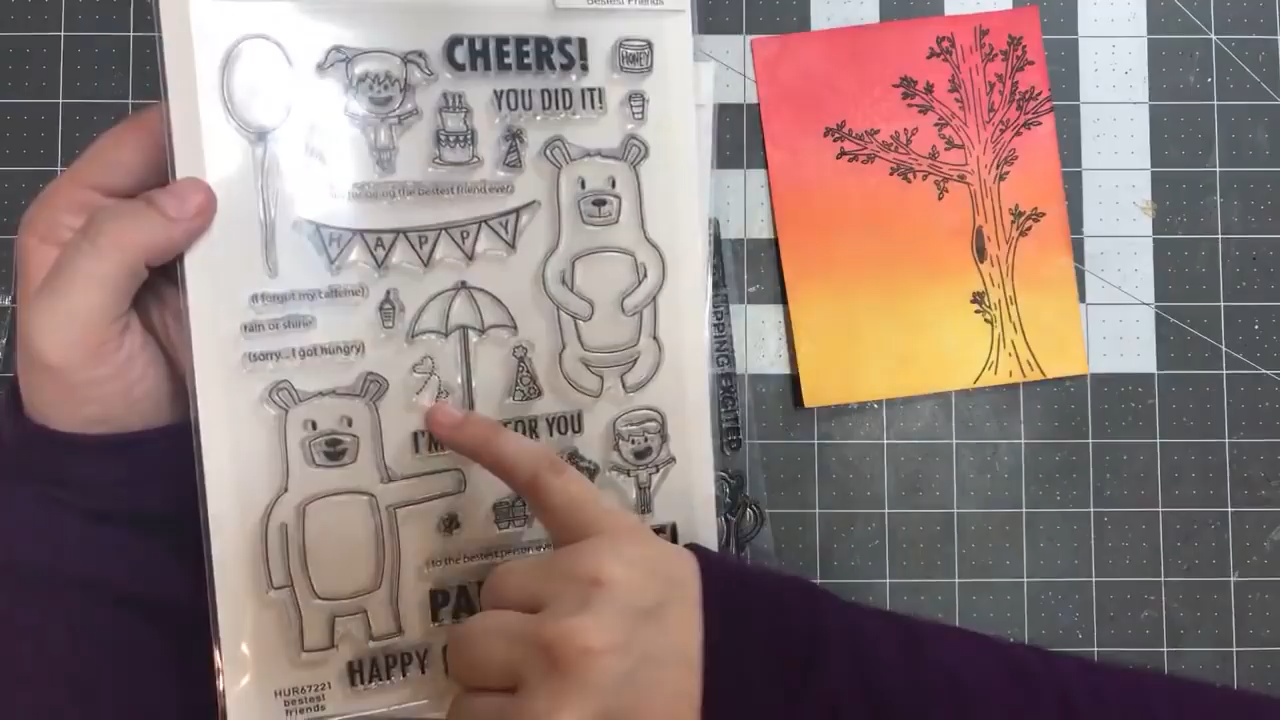 Bestest Friends
CHEERS!
HONEY
YOU DID IT!
being the bestest friend ever
HAPPY
(I forgot my caffeine)
rain or shine
(sorry... I got hungry)
I'M FOR YOU
to the bestest person ever
HAPPY
HUR67221
bestest
friends